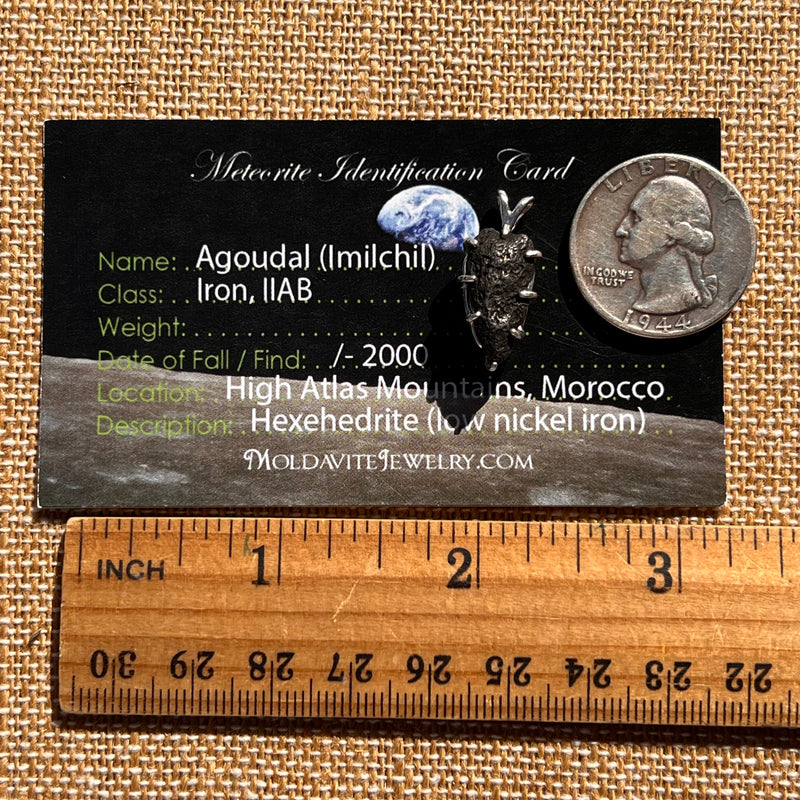 Meteorite Identification Card
Name: Agoudal (Imilchil)
Class: Iron, IIAB
Weight:
Date of Fall / Find: /- 2000
Location: High Atlas Mountains, Morocco
Description: Hexehedrite (low nickel iron)
MoldaviteJewelry.com
LIBERTY
IN GOD WE
TRUST
1944
INCH 1 2 3
30 29 28 27 26 25 24 23 22